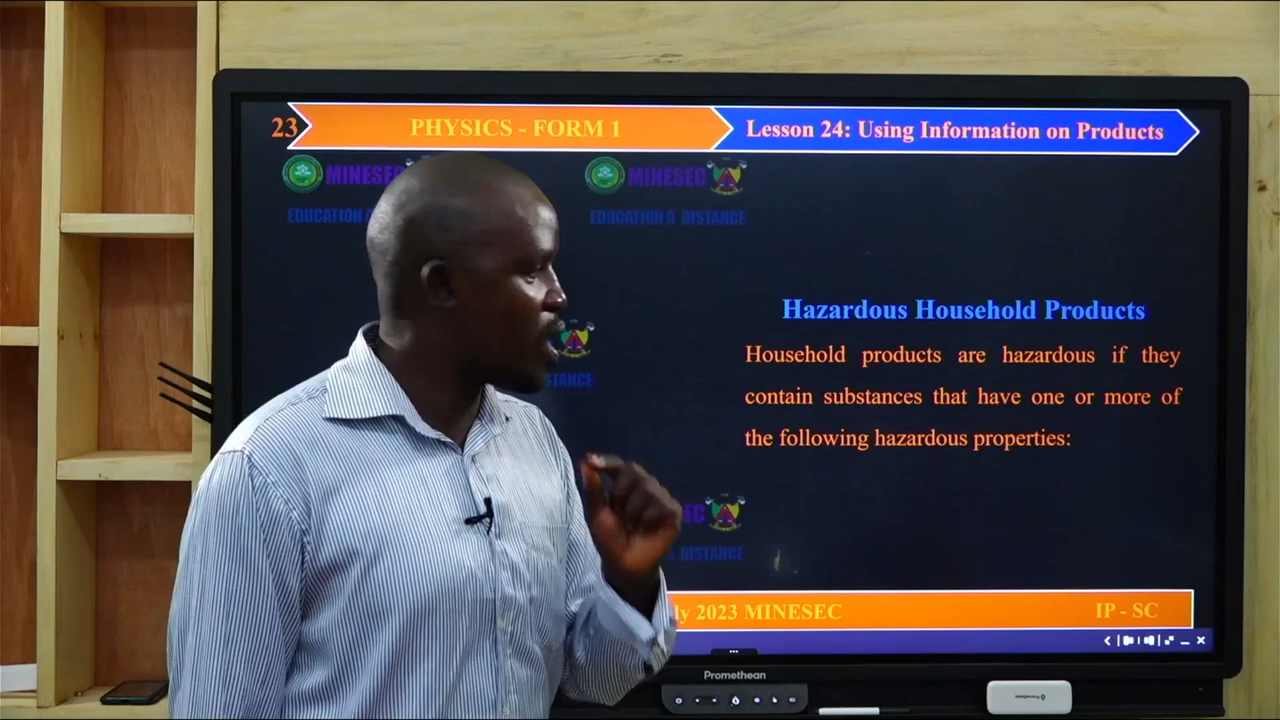 23
PHYSICS - FORM 1
Lesson 24: Using Information on Products
MINESEC
MINESEC
EDUCATION
EDUCATION A DISTANCE
Hazardous Household Products
Household products are hazardous if they
contain substances that have one or more of
the following hazardous properties:
DISTANCE
2023 MINESEC
IP - SC
Promethean